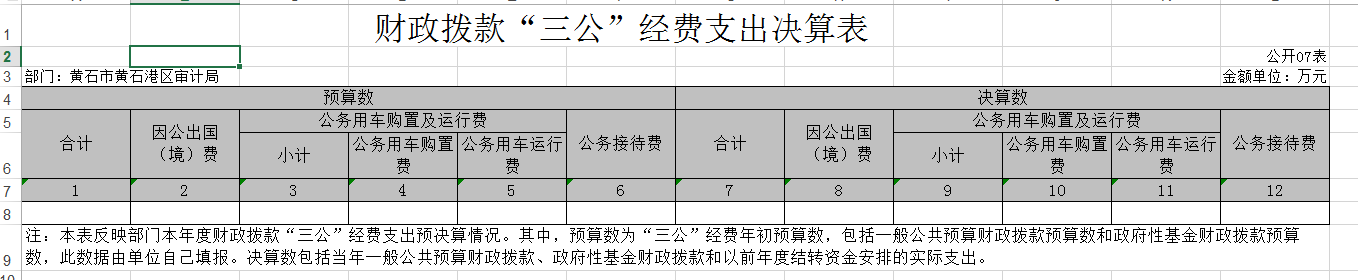 财政拨款“三公”经费支出决算表
公开07表
部门：黄石市黄石港区审计局 金额单位：万元
预算数 决算数
合计 因公出国（境）费 公务用车购置及运行费 公务接待费 合计 因公出国（境）费 公务用车购置及运行费 公务接待费
小计 公务用车购置费 公务用车运行费 小计 公务用车购置费 公务用车运行费
1 2 3 4 5 6 7 8 9 10 11 12
注：本表反映部门本年度财政拨款“三公”经费支出预决算情况。其中，预算数为“三公”经费年初预算数，包括一般公共预算财政拨款预算数和政府性基金财政拨款预算
数，此数据由单位自己填报。决算数包括当年一般公共预算财政拨款、政府性基金财政拨款和以前年度结转资金安排的实际支出。
1
2
3
4
5
6
7
8
9